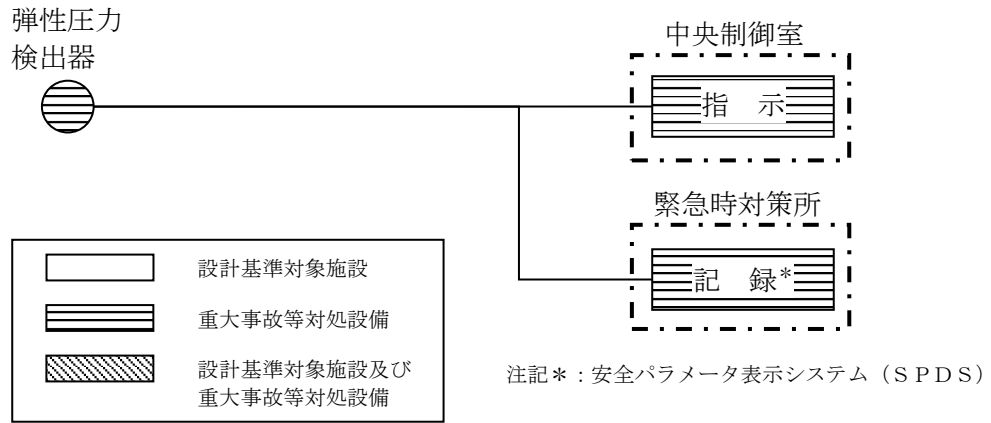 弾性圧力
検出器
中央制御室
指　示
緊急時対策所
記　録*
設計基準対象施設
重大事故等対処設備
設計基準対象施設及び
重大事故等対処設備
注記＊：安全パラメータ表示システム（ＳＰＤＳ）